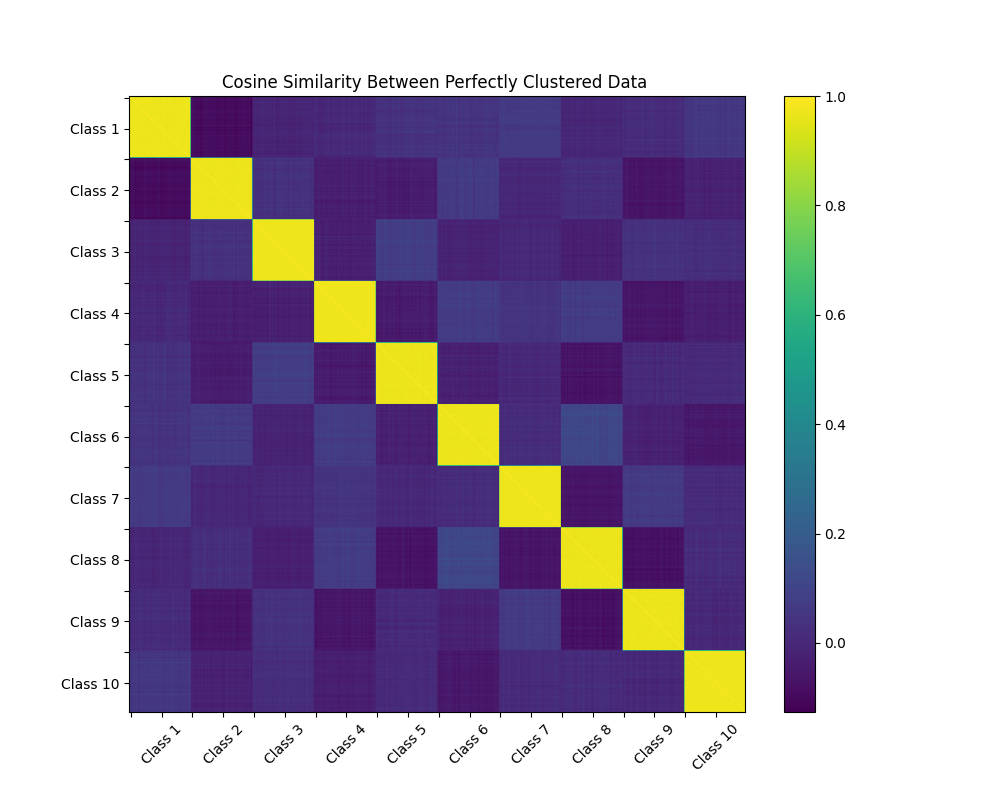 Cosine Similarity Between Perfectly Clustered Data
Class 1
Class 2
Class 3
Class 4
Class 5
Class 6
Class 7
Class 8
Class 9
Class 10
Class 1
Class 2
Class 3
Class 4
Class 5
Class 6
Class 7
Class 8
Class 9
Class 10
1.0
0.8
0.6
0.4
0.2
0.0